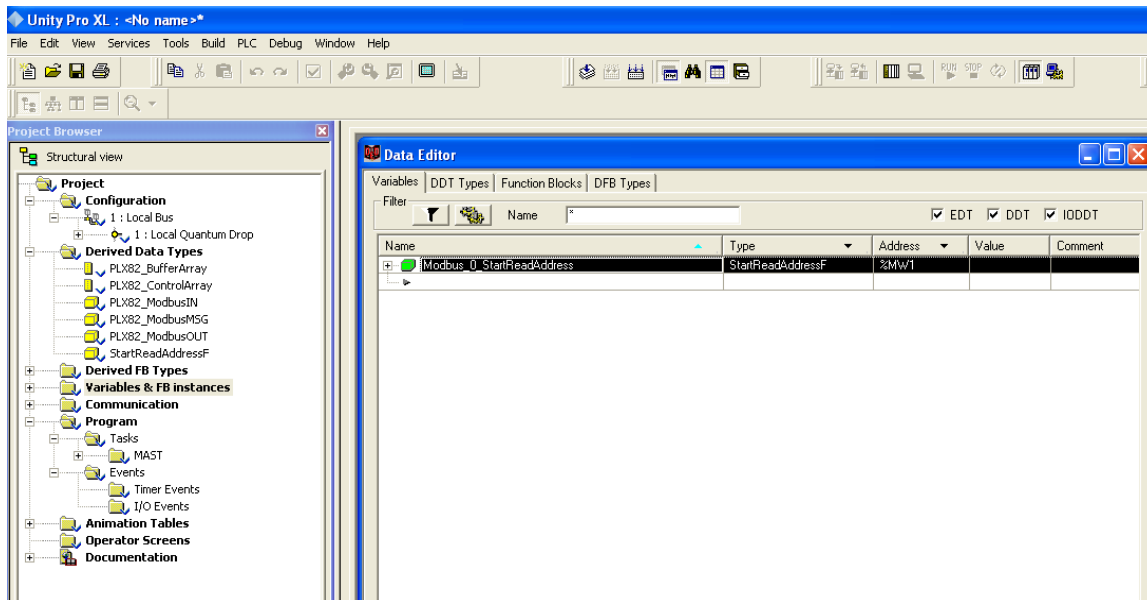 Unity Pro XL : <No name>*
File Edit View Services Tools Build PLC Debug Window Help
RUN STOP
Project Browser
Structural view
Project
Configuration
1 : Local Bus
1 : Local Quantum Drop
Derived Data Types
PLX82_BufferArray
PLX82_ControlArray
PLX82_ModbusIN
PLX82_ModbusMSG
PLX82_ModbusOUT
StartReadAddressF
Derived FB Types
Variables & FB instances
Communication
Program
Tasks
MAST
Events
Timer Events
I/O Events
Animation Tables
Operator Screens
Documentation
Data Editor
Variables DDT Types Function Blocks DFB Types
Filter
Name * EDT DDT IODDT
Name Type Address Value Comment
Modbus_0_StartReadAddress StartReadAddressF %MW1